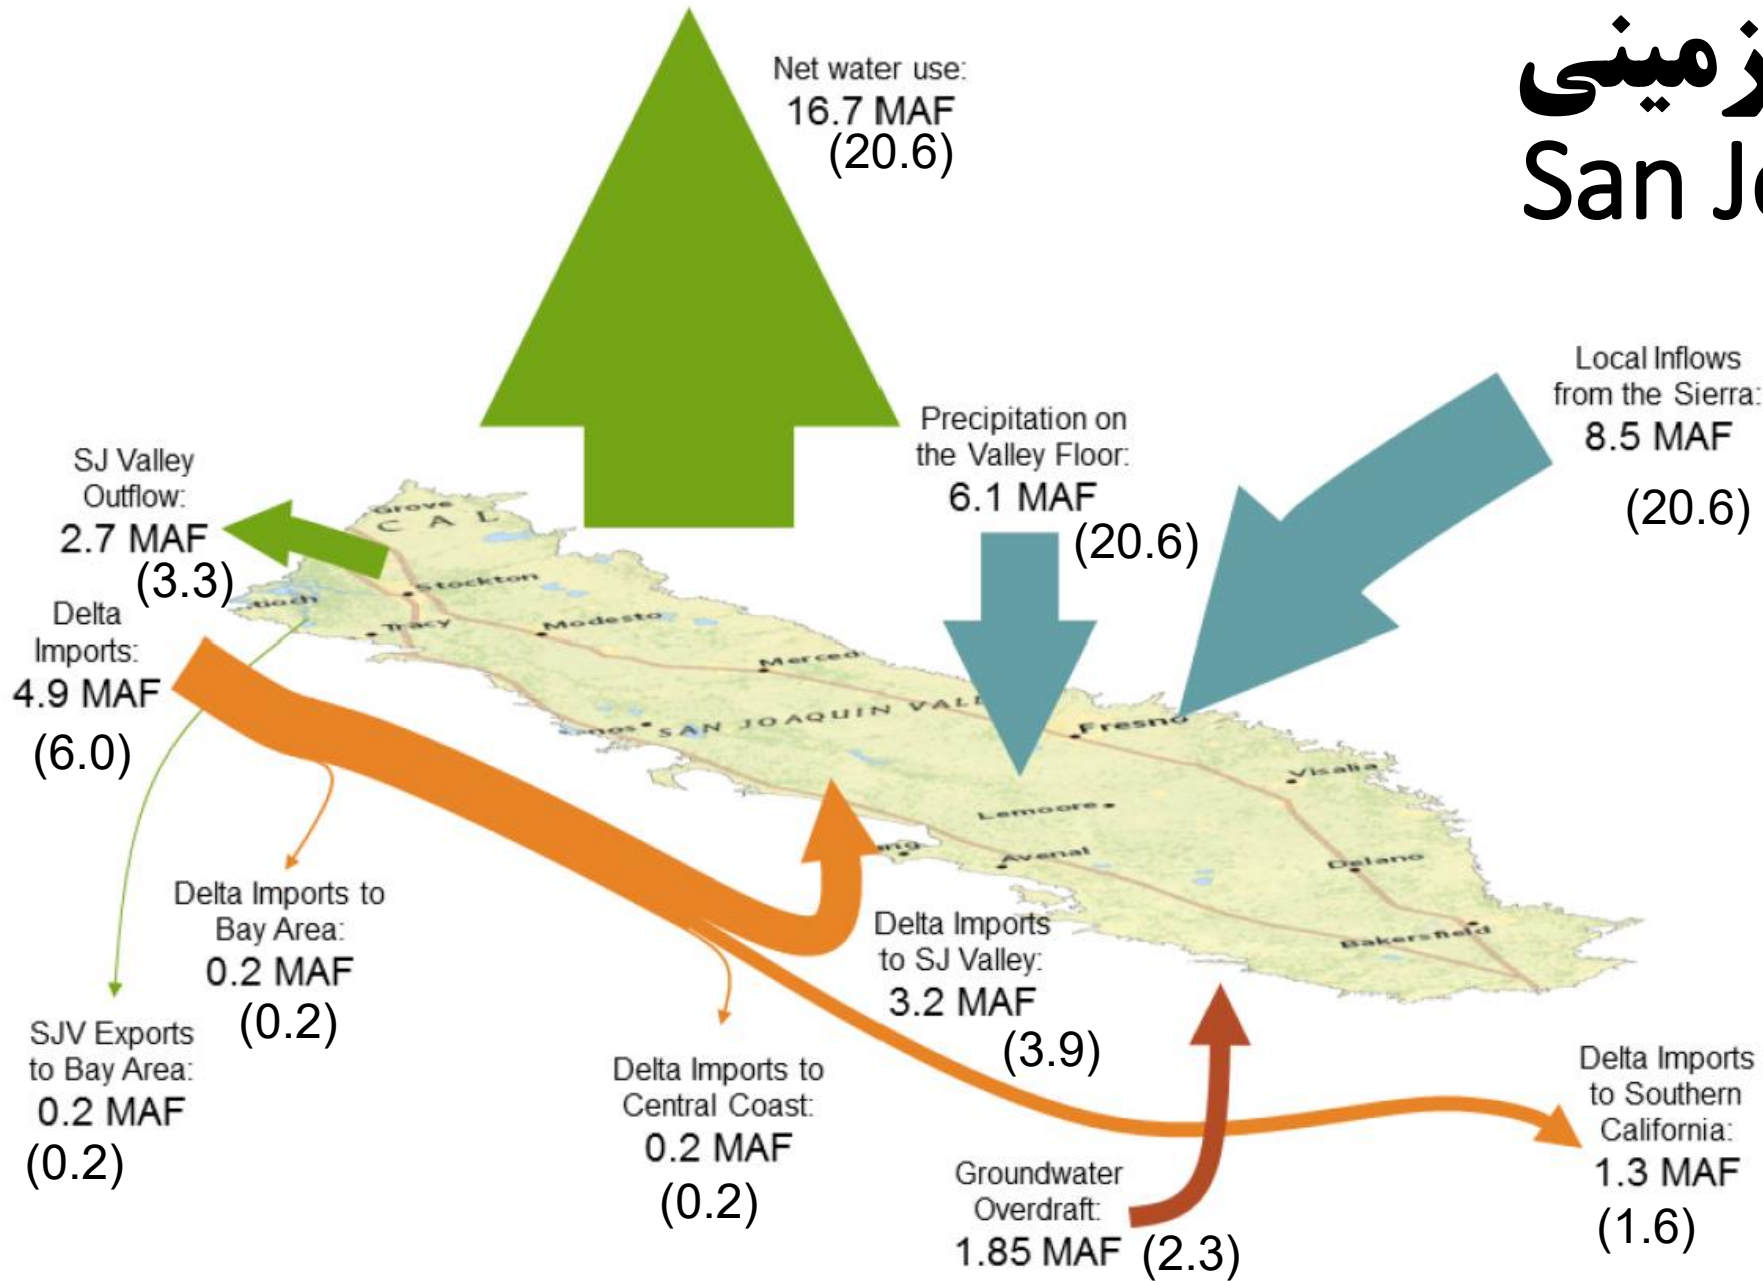 زمینی
San Jo
Net water use:
16.7 MAF
(20.6)
Local Inflows
from the Sierra:
8.5 MAF
(20.6)
Precipitation on
the Valley Floor:
6.1 MAF
(20.6)
SJ Valley
Outflow:
2.7 MAF
(3.3)
Delta
Imports:
4.9 MAF
(6.0)
Grove
C A L
Stockton
Tracy
Modesto
Merced
SAN JOAQUIN VALL
Fresno
Visalia
Lemoore
Avenal
Delano
Bakersfield
Delta Imports to
Bay Area:
0.2 MAF
(0.2)
SJV Exports
to Bay Area:
0.2 MAF
(0.2)
Delta Imports to
Central Coast:
0.2 MAF
(0.2)
Delta Imports
to SJ Valley:
3.2 MAF
(3.9)
Groundwater
Overdraft:
1.85 MAF
(2.3)
Delta Imports
to Southern
California:
1.3 MAF
(1.6)